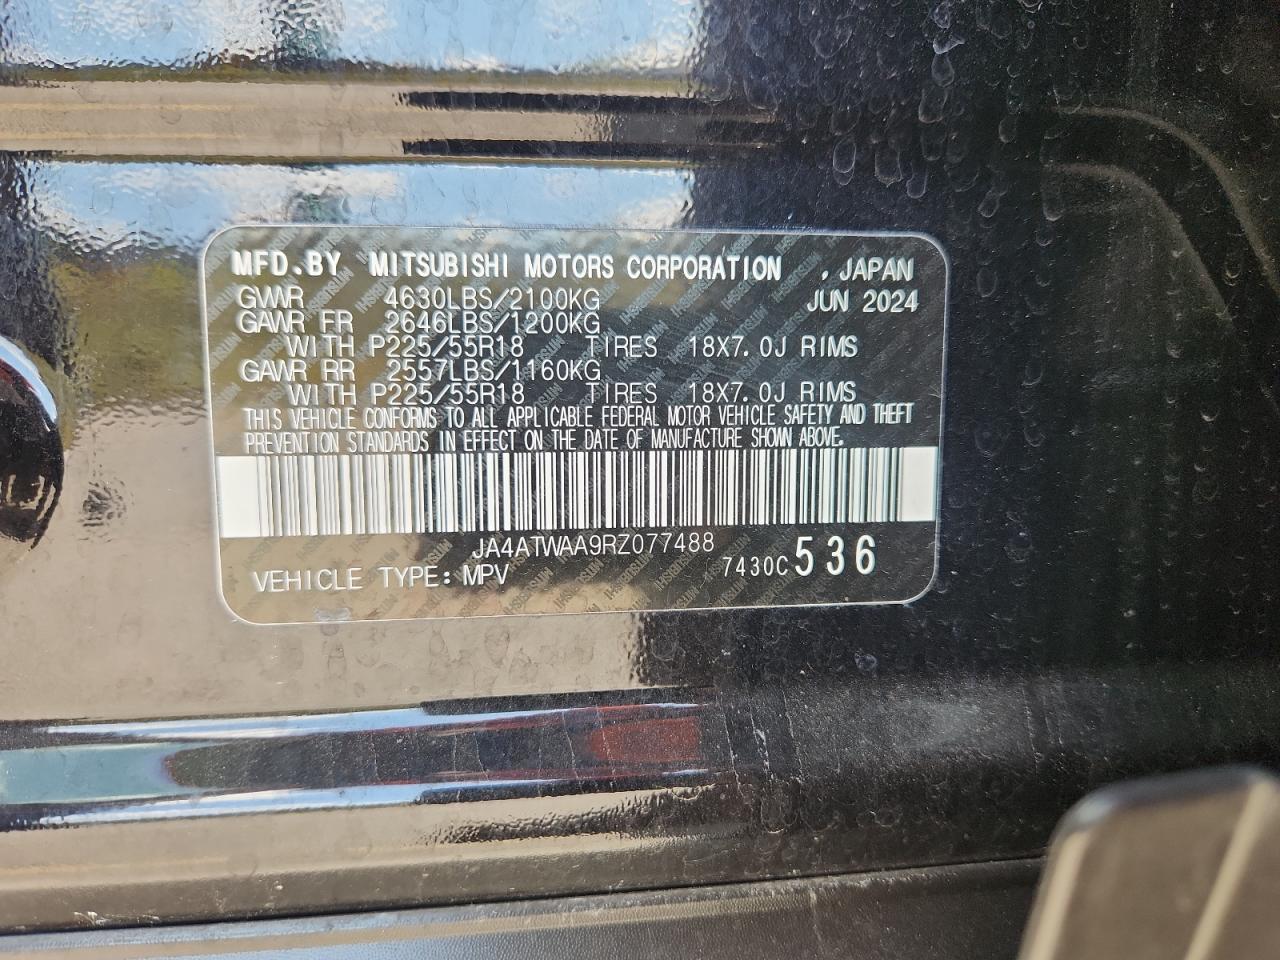 MFD.BY MITSUBISHI MOTORS CORPORATION , JAPAN
GVWR 4630LBS/2100KG JUN 2024
GAWR FR 2646LBS/1200KG
WITH P225/55R18 TIRES 18X7.0J RIMS
GAWR RR 2557LBS/1160KG
WITH P225/55R18 TIRES 18X7.0J RIMS
THIS VEHICLE CONFORMS TO ALL APPLICABLE FEDERAL MOTOR VEHICLE SAFETY AND THEFT
PREVENTION STANDARDS IN EFFECT ON THE DATE OF MANUFACTURE SHOWN ABOVE.
JA4ATWAA9RZ077488
VEHICLE TYPE: MPV 7430C 536